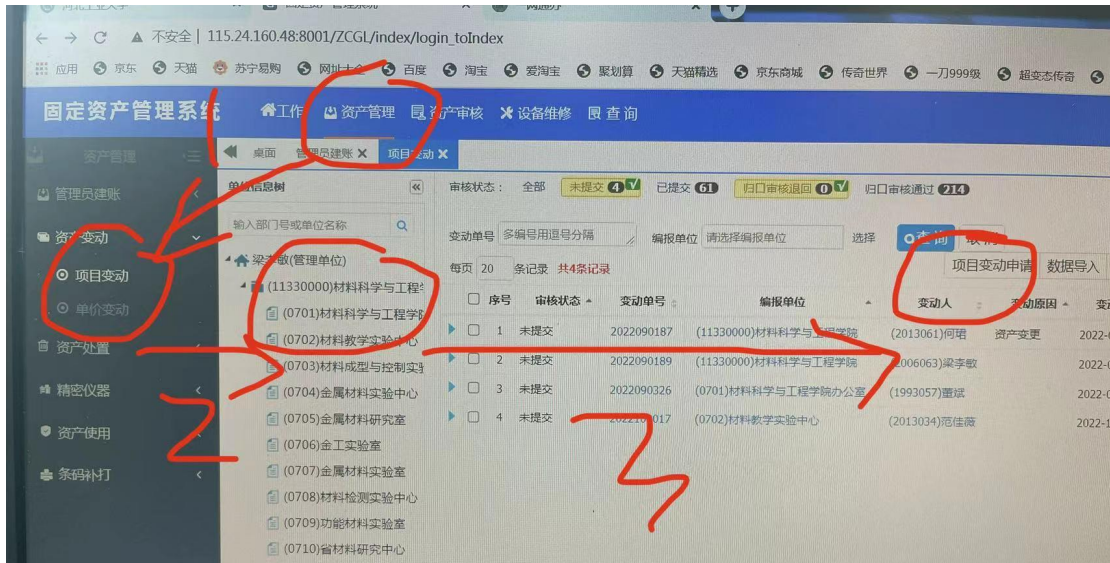 不安全 115.24.160.48:8001/ZCGL/index/login_toIndex
应用 京东 天猫 苏宁易购 网址大全 百度 淘宝 爱淘宝 聚划算 天猫精选 京东商城 传奇世界 一刀999级 超变态传奇
固定资产管理系统 工作 资产管理 资产审核 设备维修 查询
资产管理 桌面 管理员建账 项目变动
管理员建账
资产变动
项目变动
单价变动
资产处置
精密仪器
资产使用
条码补打
单位信息树
输入部门号或单位名称
梁李敏(管理单位)
(11330000)材料科学与工程学
(0701)材料科学与工程学院
(0702)材料教学实验中心
(0703)材料成型与控制实验
(0704)金属材料实验中心
(0705)金属材料研究室
(0706)金工实验室
(0707)金属材料实验室
(0708)材料检测实验中心
(0709)功能材料实验室
(0710)省材料研究中心
审核状态: 全部 未提交 4 已提交 61 归口审核退回 0 归口审核通过 214
变动单号 多编号用逗号分隔 编报单位 请选择编报单位 选择 查询 取消
项目变动申请 数据导入
每页 20 条记录 共4条记录
序号 审核状态 变动单号 编报单位 变动人 变动原因
1 未提交 2022090187 (11330000)材料科学与工程学院 (2013061)何珺 资产变更 2022-
2 未提交 2022090189 (11330000)材料科学与工程学院 (2006063)梁李敏 2022-
3 未提交 2022090326 (0701)材料科学与工程学院办公室 (1993057)董斌 2022-
4 未提交 (0702)材料教学实验中心 (2013034)范佳薇 2022-1
1
2
3